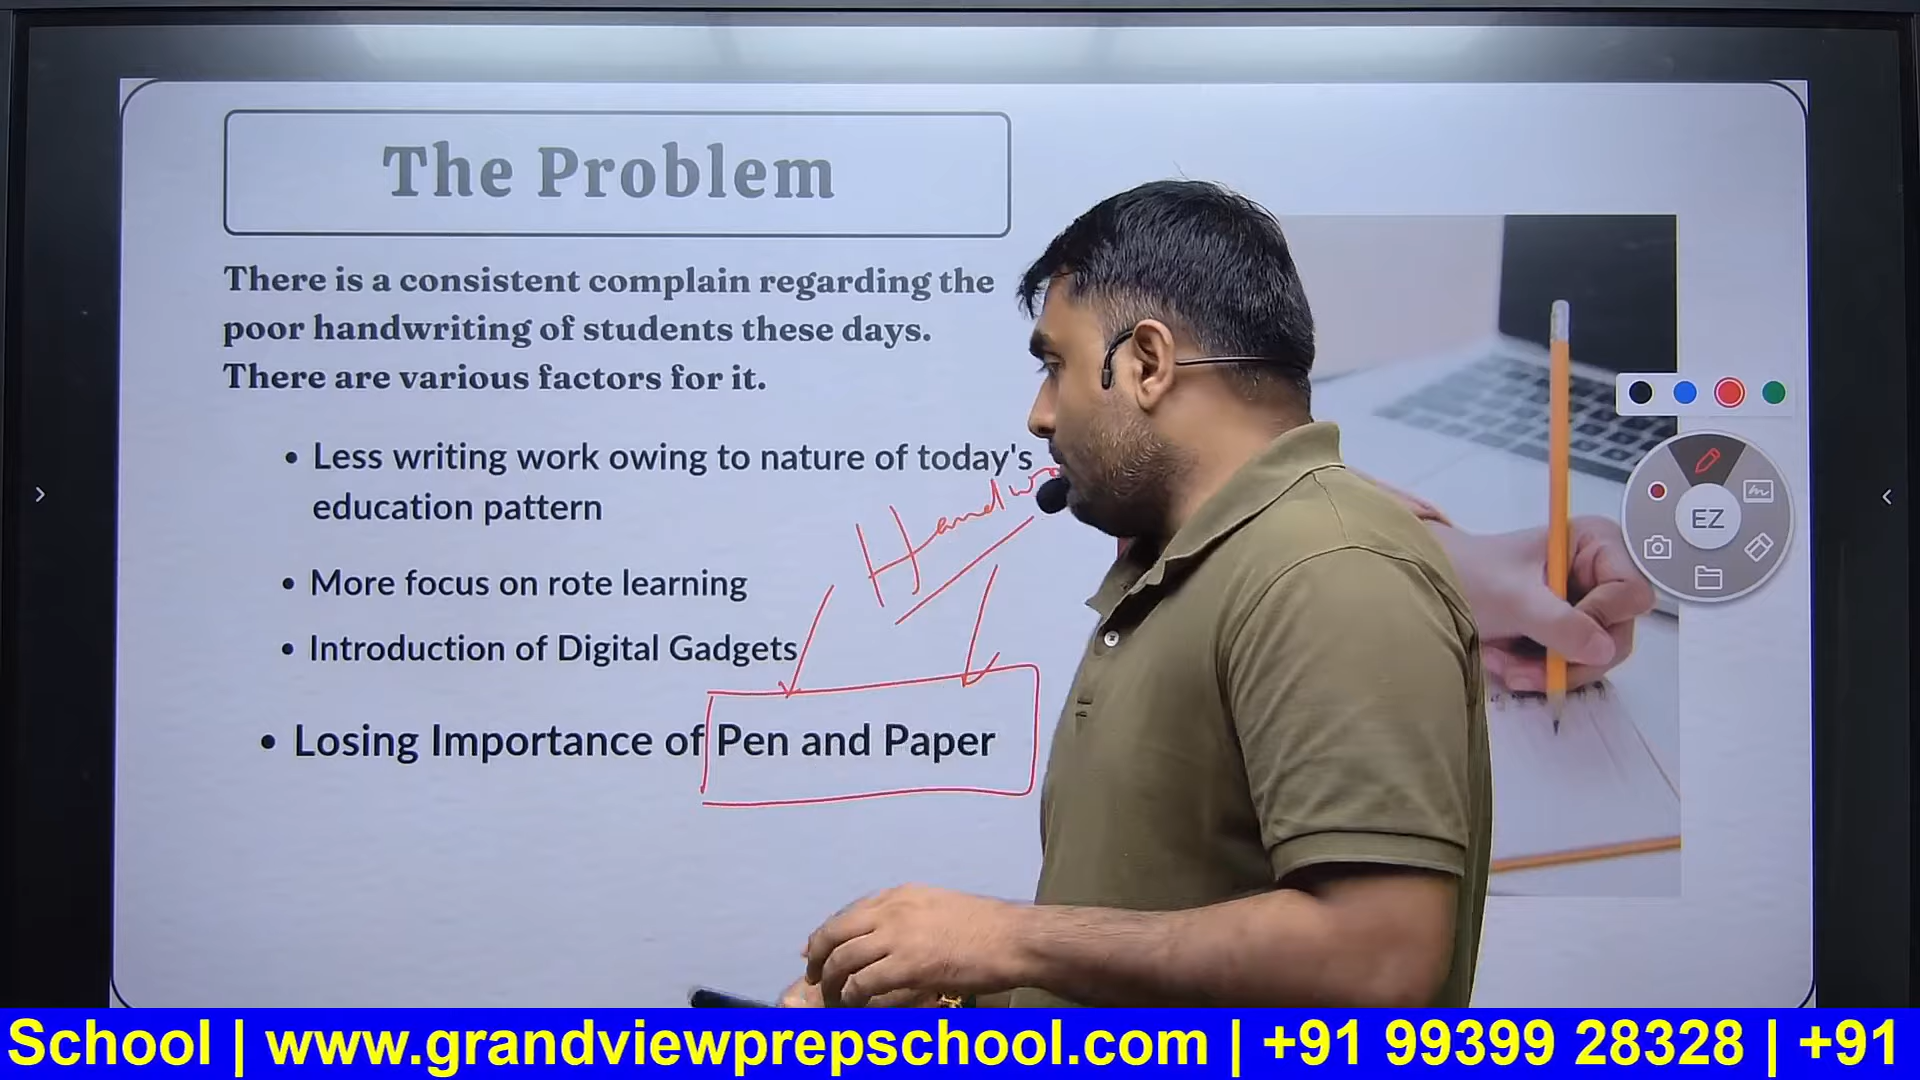 The Problem
There is a consistent complain regarding the
poor handwriting of students these days.
There are various factors for it.
• Less writing work owing to nature of today's
education pattern
Handw
• More focus on rote learning
• Introduction of Digital Gadgets
• Losing Importance of Pen and Paper
EZ
School | www.grandviewprepschool.com | +91 99399 28328 | +91